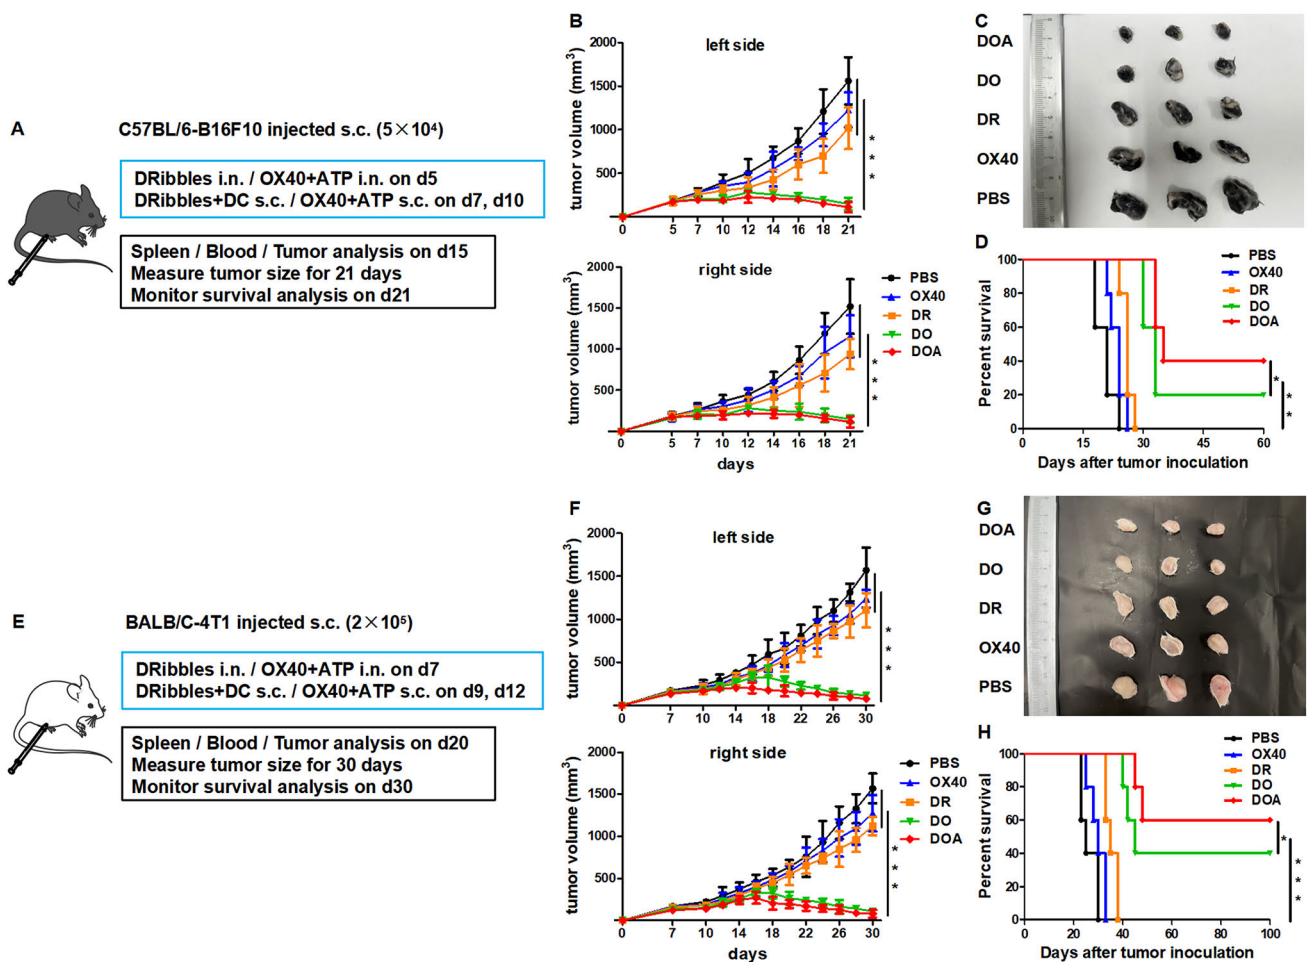 A
C57BL/6-B16F10 injected s.c. (5×10⁴)
DRibbles i.n. / OX40+ATP i.n. on d5
DRibbles+DC s.c. / OX40+ATP s.c. on d7, d10
Spleen / Blood / Tumor analysis on d15
Measure tumor size for 21 days
Monitor survival analysis on d21
B
left side
tumor volume (mm³)
2000
1500
1000
500
0
0 5 7 10 12 14 16 18 21
* * *
right side
tumor volume (mm³)
2000
1500
1000
500
0
0 5 7 10 12 14 16 18 21
days
* * *
PBS
OX40
DR
DO
DOA
C
DOA
DO
DR
OX40
PBS
D
Percent survival
100
80
60
40
20
0
0 15 30 45 60
Days after tumor inoculation
PBS
OX40
DR
DO
DOA
*
* *
E
BALB/C-4T1 injected s.c. (2×10⁵)
DRibbles i.n. / OX40+ATP i.n. on d7
DRibbles+DC s.c. / OX40+ATP s.c. on d9, d12
Spleen / Blood / Tumor analysis on d20
Measure tumor size for 30 days
Monitor survival analysis on d30
F
left side
tumor volume (mm³)
2000
1500
1000
500
0
0 7 10 14 18 22 26 30
* * *
right side
tumor volume (mm³)
2000
1500
1000
500
0
0 7 10 14 18 22 26 30
days
* * *
PBS
OX40
DR
DO
DOA
G
DOA
DO
DR
OX40
PBS
H
Percent survival
100
80
60
40
20
0
0 20 40 60 80 100
Days after tumor inoculation
PBS
OX40
DR
DO
DOA
*
* * *